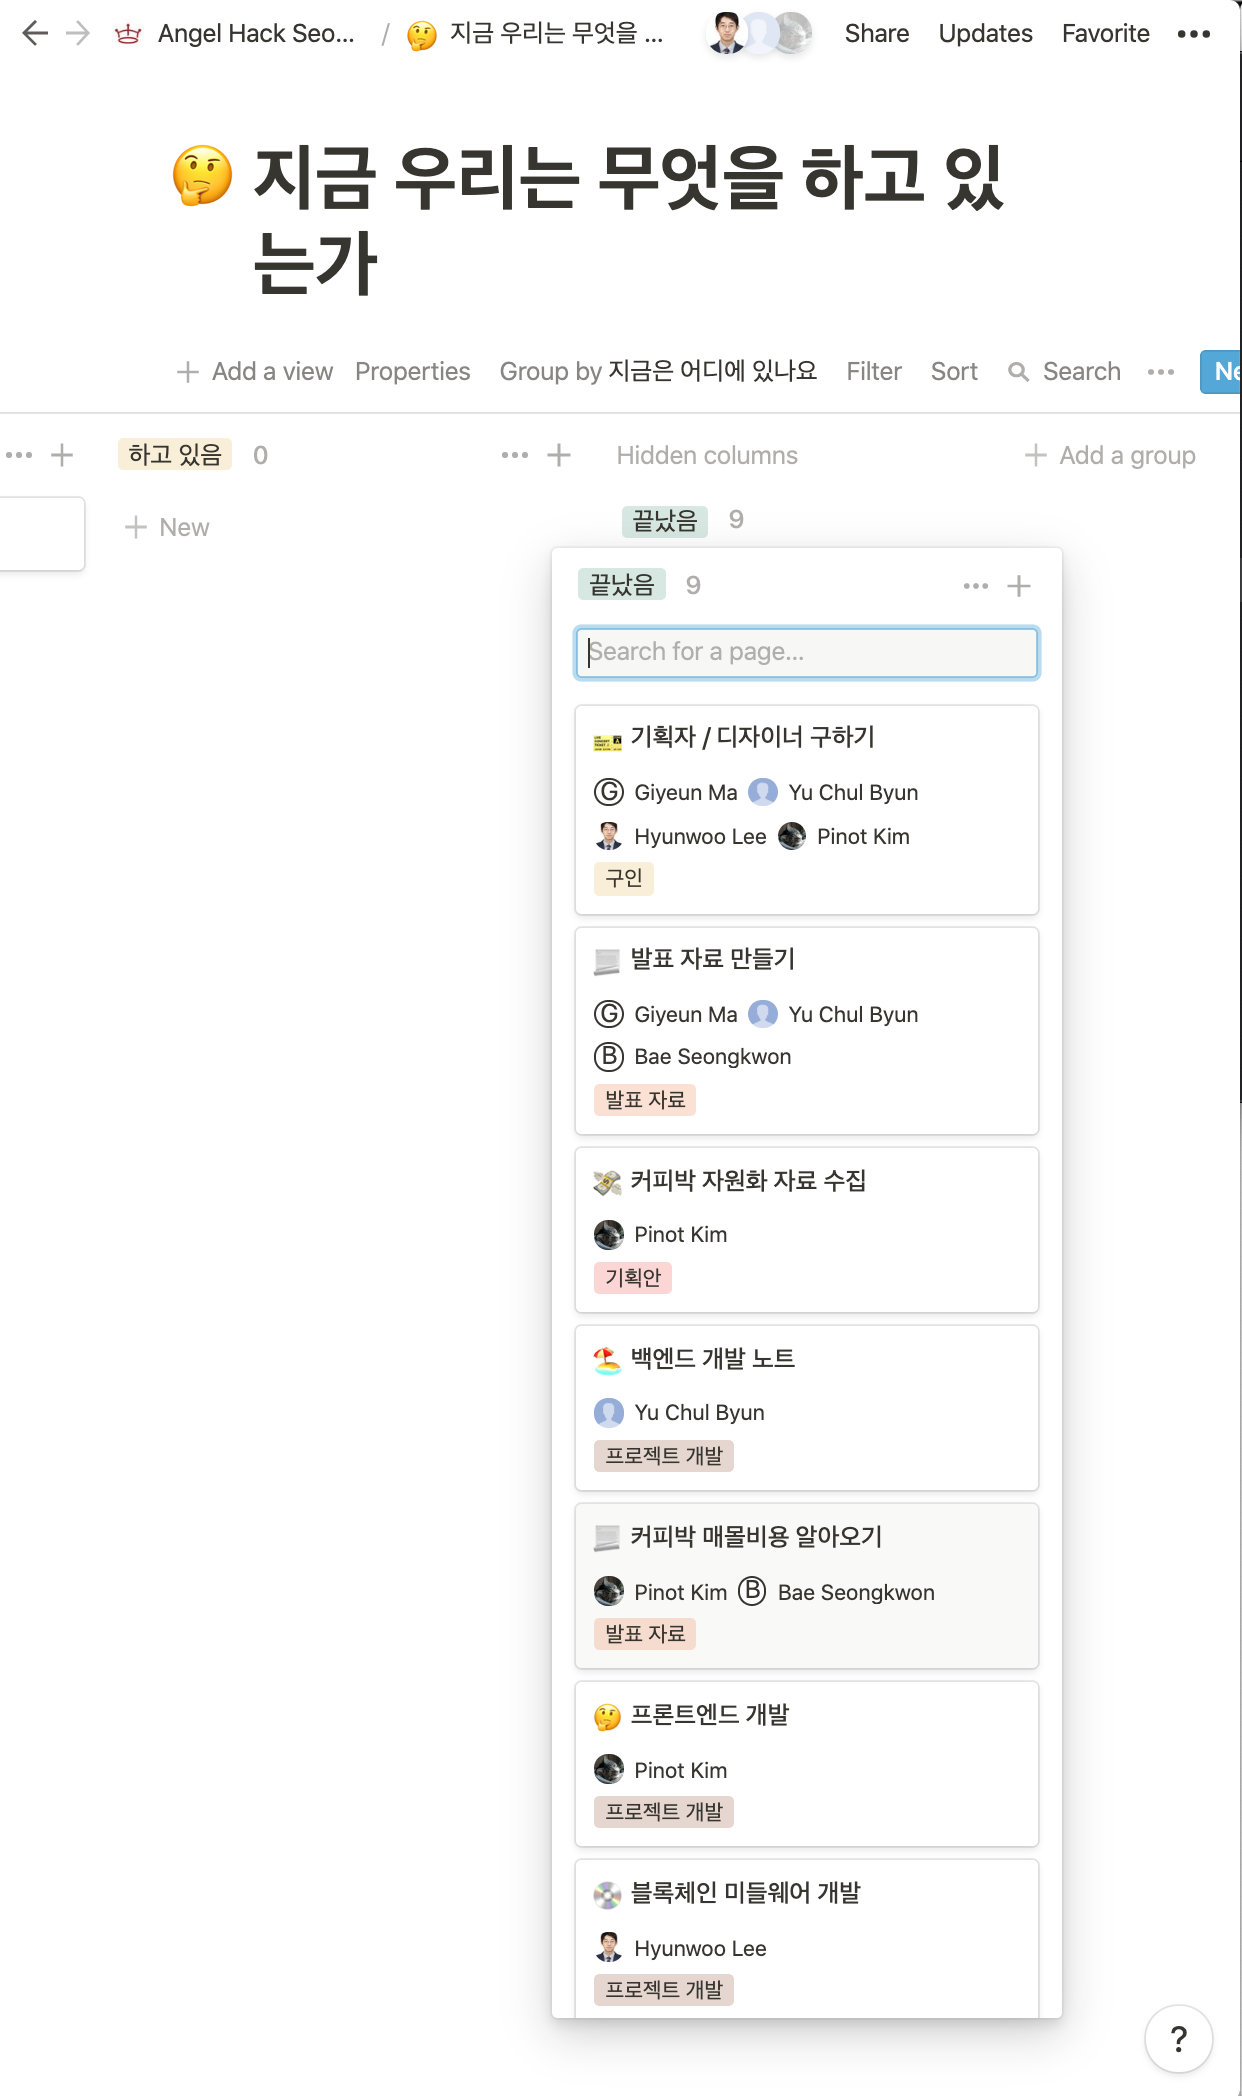 Angel Hack Seo... / 지금 우리는 무엇을 ... Share Updates Favorite
지금 우리는 무엇을 하고 있
는가
Add a view Properties Group by 지금은 어디에 있나요 Filter Sort Search
하고 있음 0 Hidden columns Add a group
New
끝났음 9
끝났음 9
Search for a page...
기획자 / 디자이너 구하기
G Giyeun Ma Yu Chul Byun
Hyunwoo Lee Pinot Kim
구인
발표 자료 만들기
G Giyeun Ma Yu Chul Byun
B Bae Seongkwon
발표 자료
커피박 자원화 자료 수집
Pinot Kim
기획안
백엔드 개발 노트
Yu Chul Byun
프로젝트 개발
커피박 매몰비용 알아오기
Pinot Kim B Bae Seongkwon
발표 자료
프론트엔드 개발
Pinot Kim
프로젝트 개발
블록체인 미들웨어 개발
Hyunwoo Lee
프로젝트 개발
?